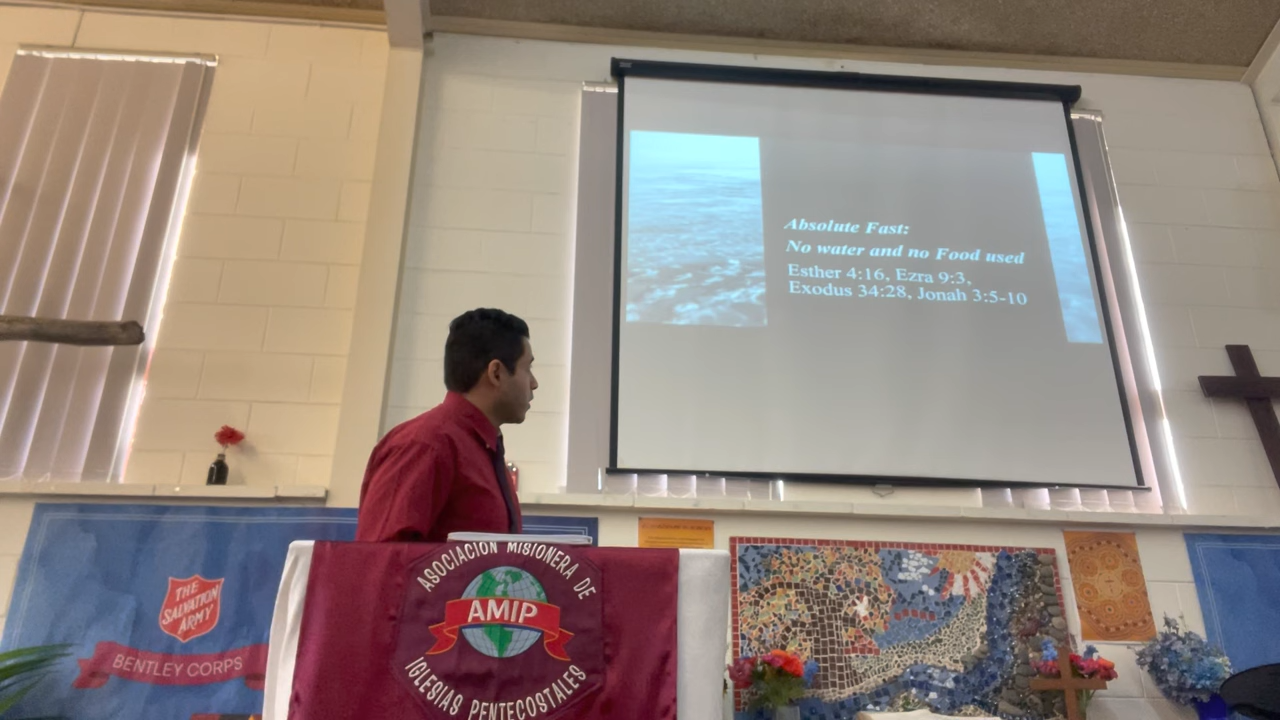 Absolute Fast:
No water and no Food used
Esther 4:16, Ezra 9:3,
Exodus 34:28, Jonah 3:5-10
THE
SALVATION
ARMY
BENTLEY CORPS
ASOCIACION MISIONERA DE
AMIP
IGLESIAS PENTECOSTALES